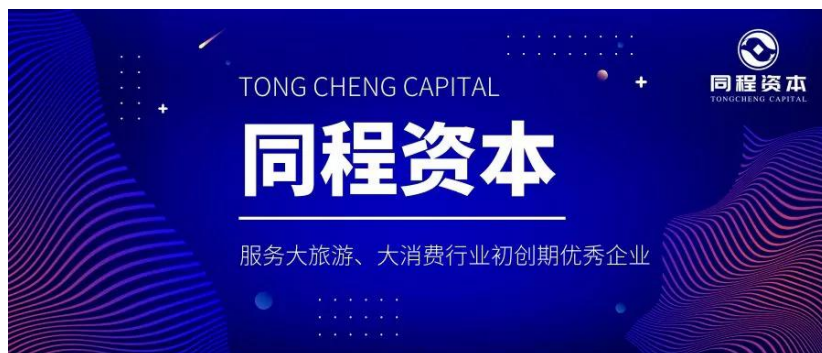 TONG CHENG CAPITAL
同程资本
服务大旅游、大消费行业初创期优秀企业
同程资本
TONGCHENG CAPITAL